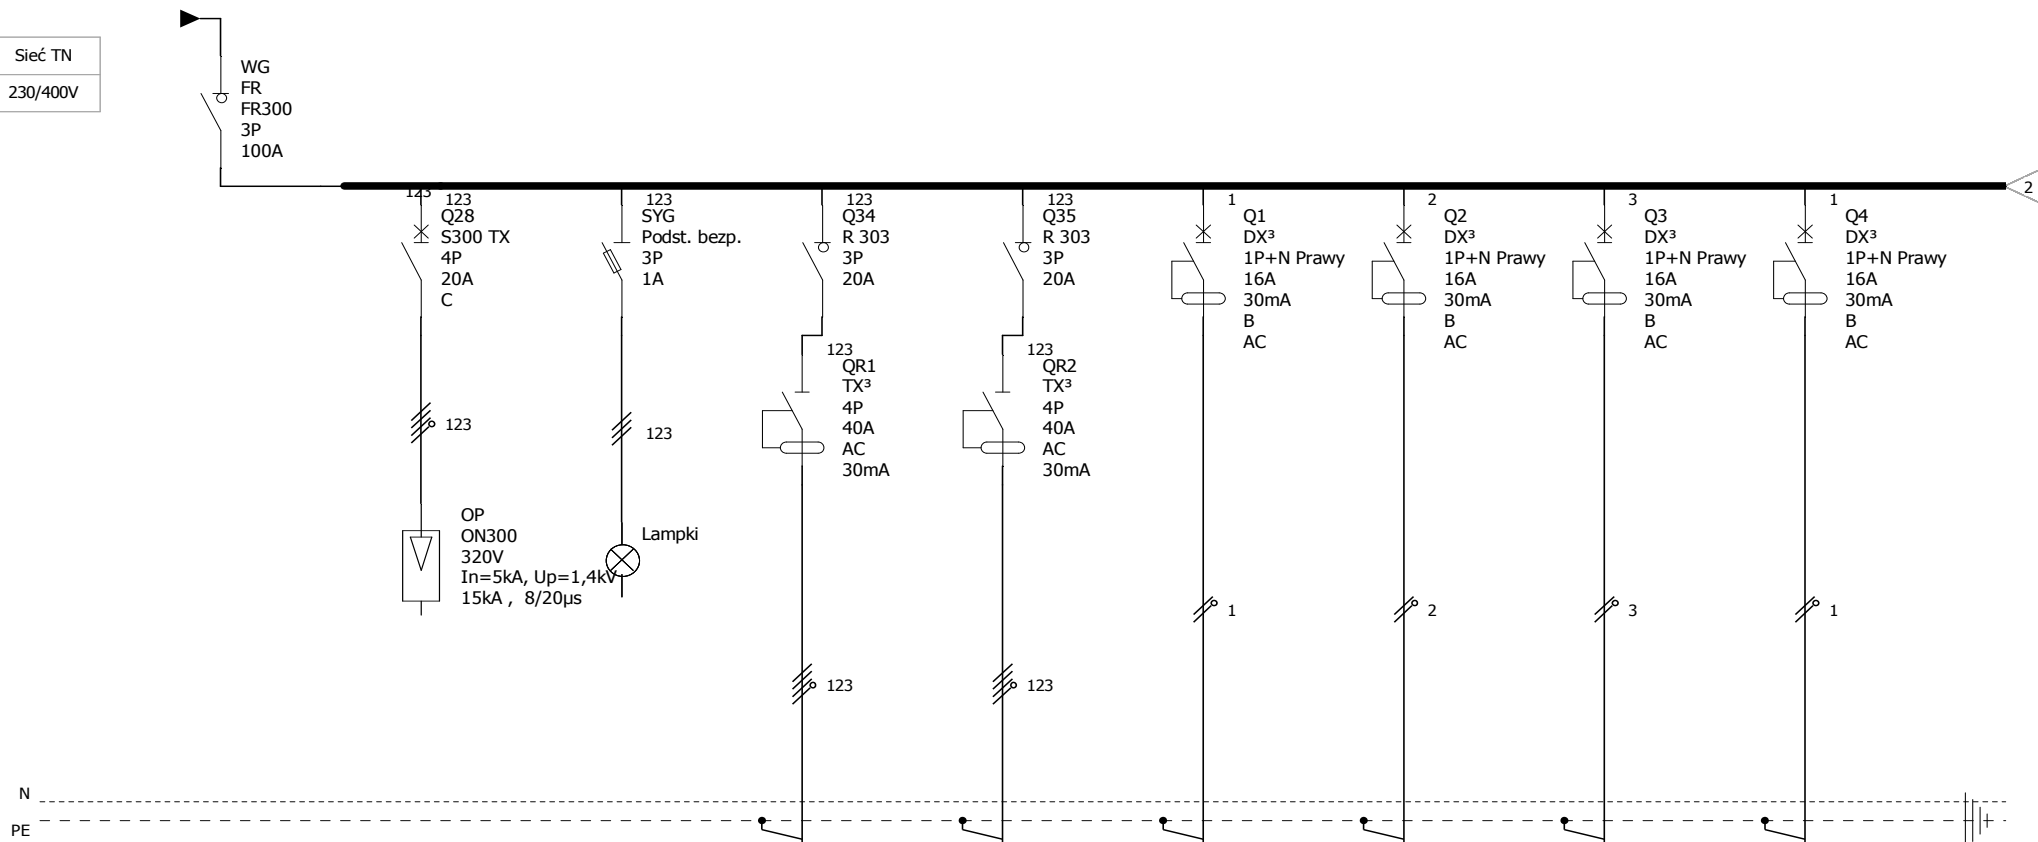 Sieć TN
230/400V
WG
FR
FR300
3P
100A
2
123
123
Q28
S300 TX
4P
20A
C
123
OP
ON300
320V
In=5kA, Up=1,4kV
15kA , 8/20µs
123
SYG
Podst. bezp.
3P
1A
123
Lampki
123
Q34
R 303
3P
20A
123
QR1
TX³
4P
40A
AC
30mA
123
123
Q35
R 303
3P
20A
123
QR2
TX³
4P
40A
AC
30mA
123
1
Q1
DX³
1P+N Prawy
16A
30mA
B
AC
1
2
Q2
DX³
1P+N Prawy
16A
30mA
B
AC
2
3
Q3
DX³
1P+N Prawy
16A
30mA
B
AC
3
1
Q4
DX³
1P+N Prawy
16A
30mA
B
AC
1
N
PE